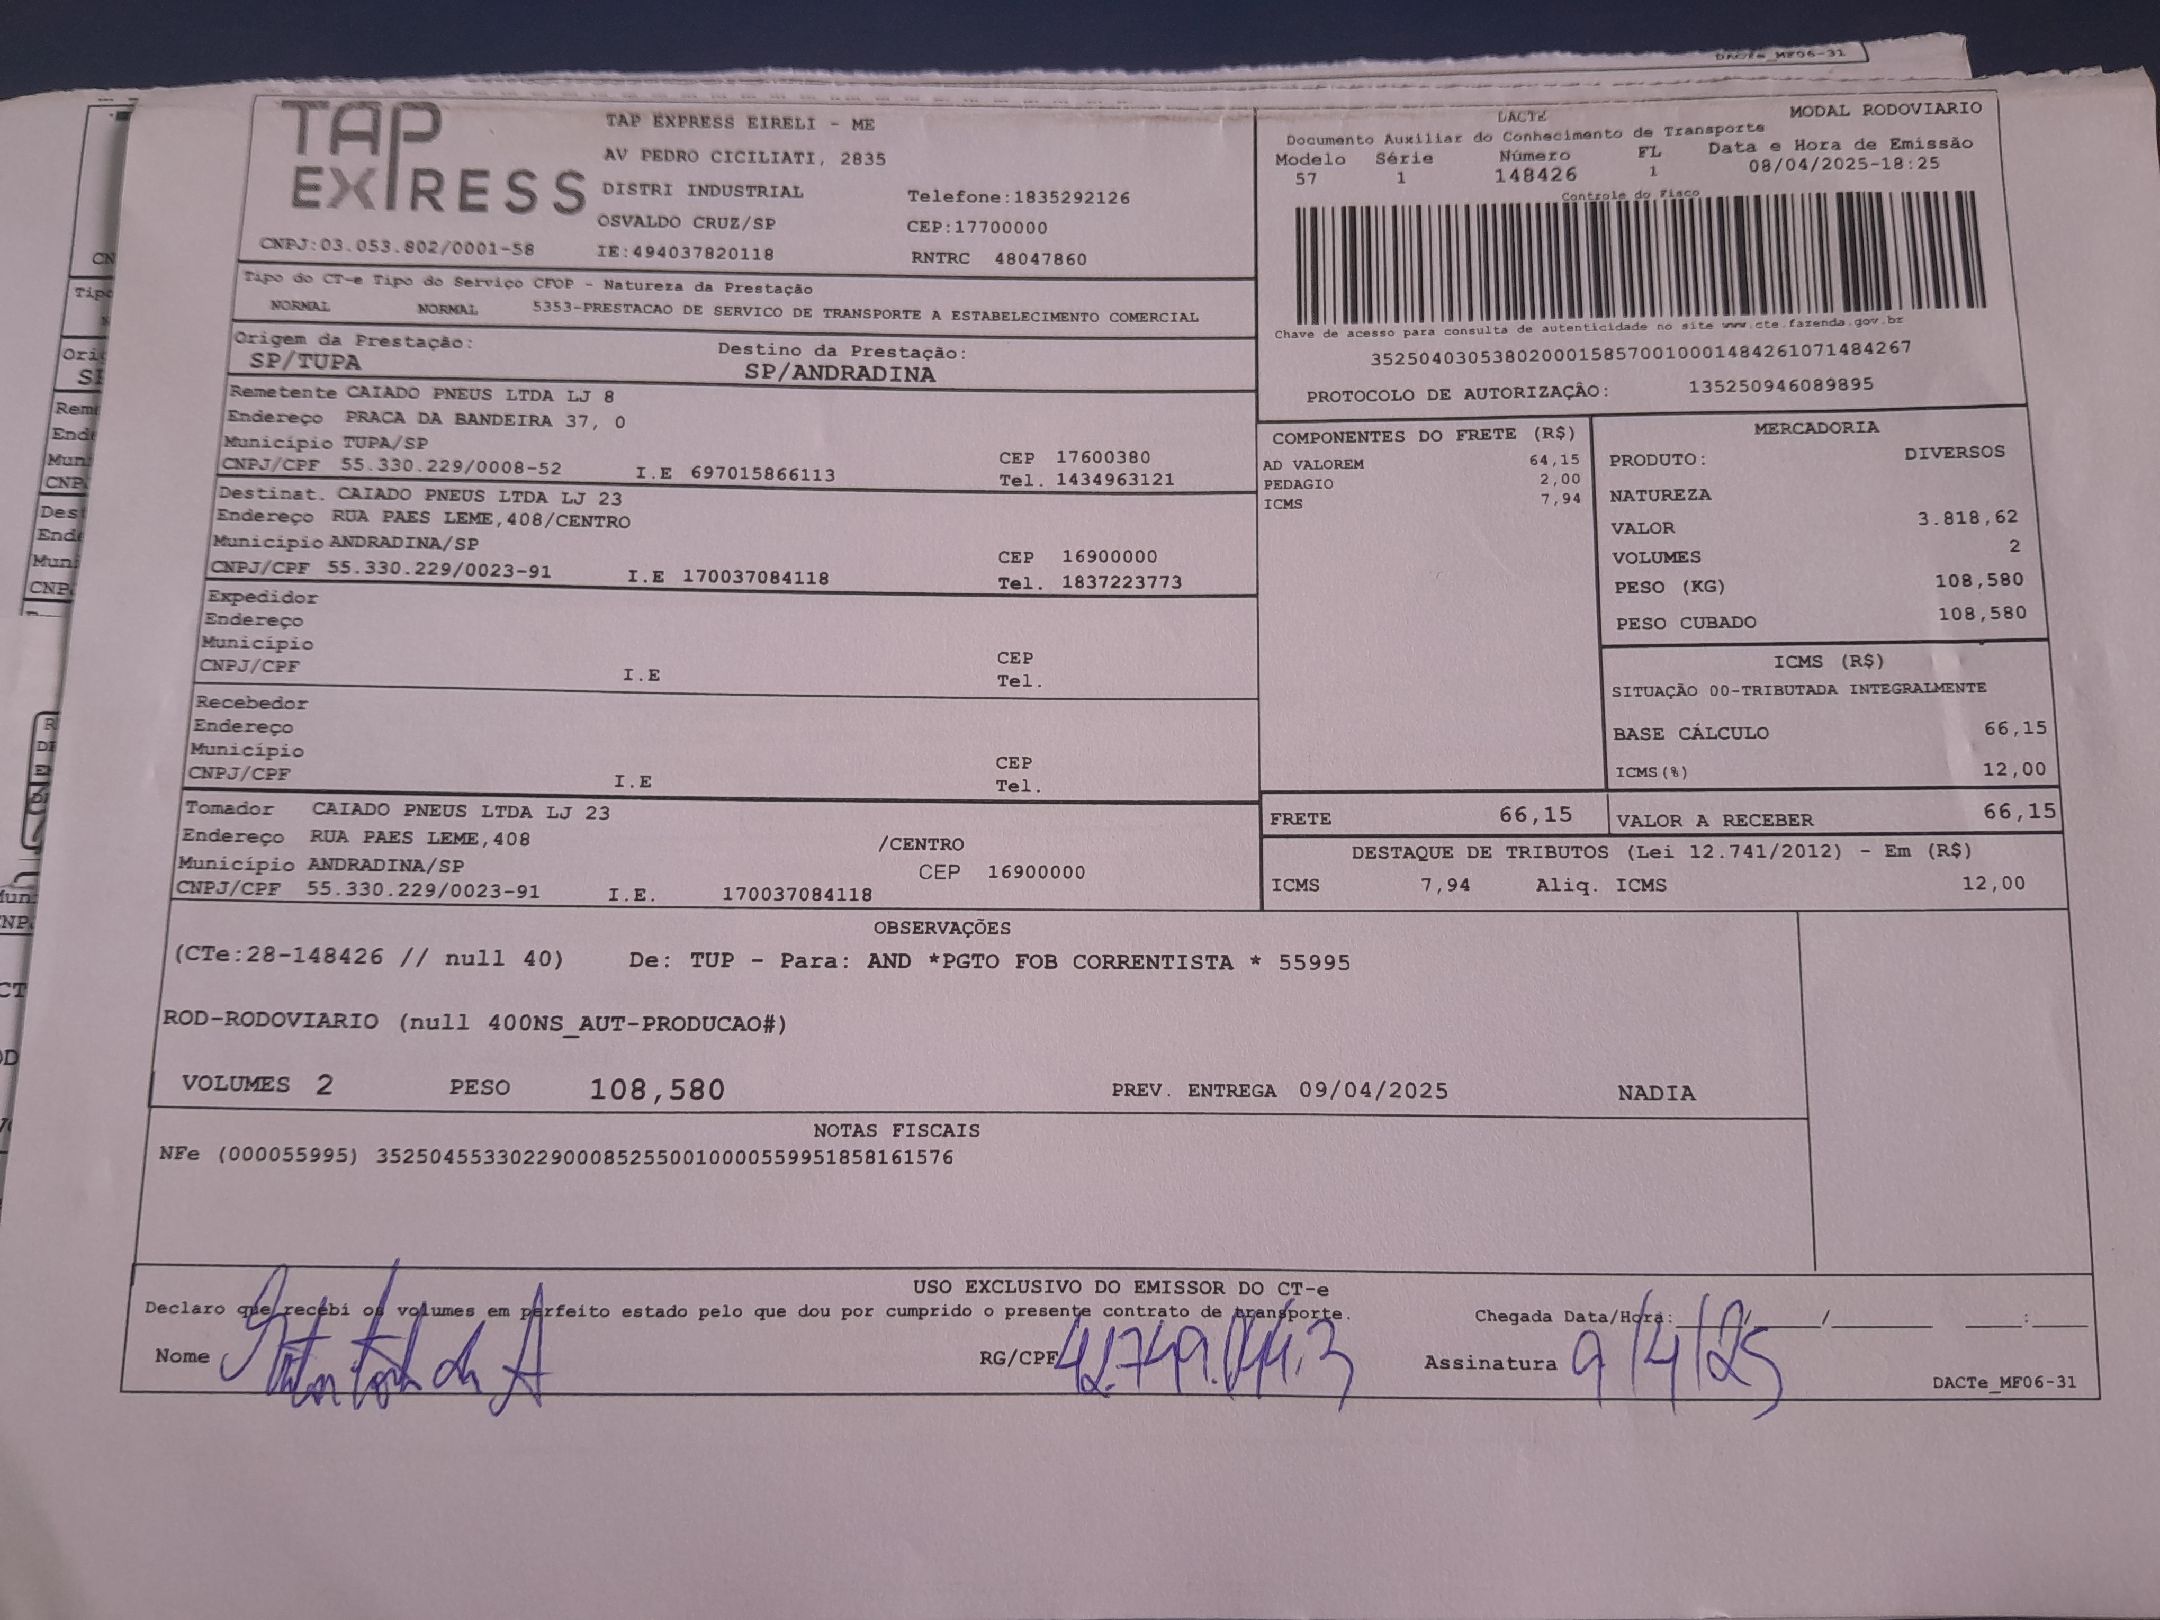 DACTe_MF06-31
TAP EXPRESS
TAP EXPRESS EIRELI - ME
AV PEDRO CICILIATI, 2835
DISTRI INDUSTRIAL Telefone:1835292126
OSVALDO CRUZ/SP CEP:17700000
CNPJ:03.053.802/0001-58 IE:494037820118 RNTRC 48047860
DACTE MODAL RODOVIARIO
Documento Auxiliar do Conhecimento de Transporte
Modelo Série Número FL Data e Hora de Emissão
57 1 148426 1 08/04/2025-18:25
Controle do Fisco
Chave de acesso para consulta de autenticidade no site www.cte.fazenda.gov.br
35250403053802000158570010001484261071484267
PROTOCOLO DE AUTORIZAÇÃO: 135250946089895
Tipo do CT-e Tipo do Serviço CFOP - Natureza da Prestação
NORMAL NORMAL 5353-PRESTACAO DE SERVICO DE TRANSPORTE A ESTABELECIMENTO COMERCIAL
Origem da Prestação: Destino da Prestação:
SP/TUPA SP/ANDRADINA
Remetente CAIADO PNEUS LTDA LJ 8
Endereço PRACA DA BANDEIRA 37, 0
Município TUPA/SP CEP 17600380
CNPJ/CPF 55.330.229/0008-52 I.E 697015866113 Tel. 1434963121
Destinat. CAIADO PNEUS LTDA LJ 23
Endereço RUA PAES LEME,408/CENTRO
Município ANDRADINA/SP CEP 16900000
CNPJ/CPF 55.330.229/0023-91 I.E 170037084118 Tel. 1837223773
Expedidor
Endereço
Município CEP
CNPJ/CPF I.E Tel.
Recebedor
Endereço
Município CEP
CNPJ/CPF I.E Tel.
Tomador CAIADO PNEUS LTDA LJ 23
Endereço RUA PAES LEME,408 /CENTRO
Município ANDRADINA/SP CEP 16900000
CNPJ/CPF 55.330.229/0023-91 I.E. 170037084118
COMPONENTES DO FRETE (R$)
AD VALOREM 64,15
PEDAGIO 2,00
ICMS 7,94
MERCADORIA
PRODUTO: DIVERSOS
NATUREZA
VALOR 3.818,62
VOLUMES 2
PESO (KG) 108,580
PESO CUBADO 108,580
ICMS (R$)
SITUAÇÃO 00-TRIBUTADA INTEGRALMENTE
BASE CÁLCULO 66,15
ICMS(%) 12,00
FRETE 66,15 VALOR A RECEBER 66,15
DESTAQUE DE TRIBUTOS (Lei 12.741/2012) - Em (R$)
ICMS 7,94 Aliq. ICMS 12,00
OBSERVAÇÕES
(CTe:28-148426 // null 40) De: TUP - Para: AND *PGTO FOB CORRENTISTA * 55995
ROD-RODOVIARIO (null 400NS_AUT-PRODUCAO#)
VOLUMES 2 PESO 108,580 PREV. ENTREGA 09/04/2025 NADIA
NOTAS FISCAIS
NFe (000055995) 35250455330229000852550010000559951858161576
USO EXCLUSIVO DO EMISSOR DO CT-e
Declaro que recebi os volumes em perfeito estado pelo que dou por cumprido o presente contrato de transporte. Chegada Data/Hora:
Nome RG/CPF Assinatura 9/4/25
DACTe_MF06-31